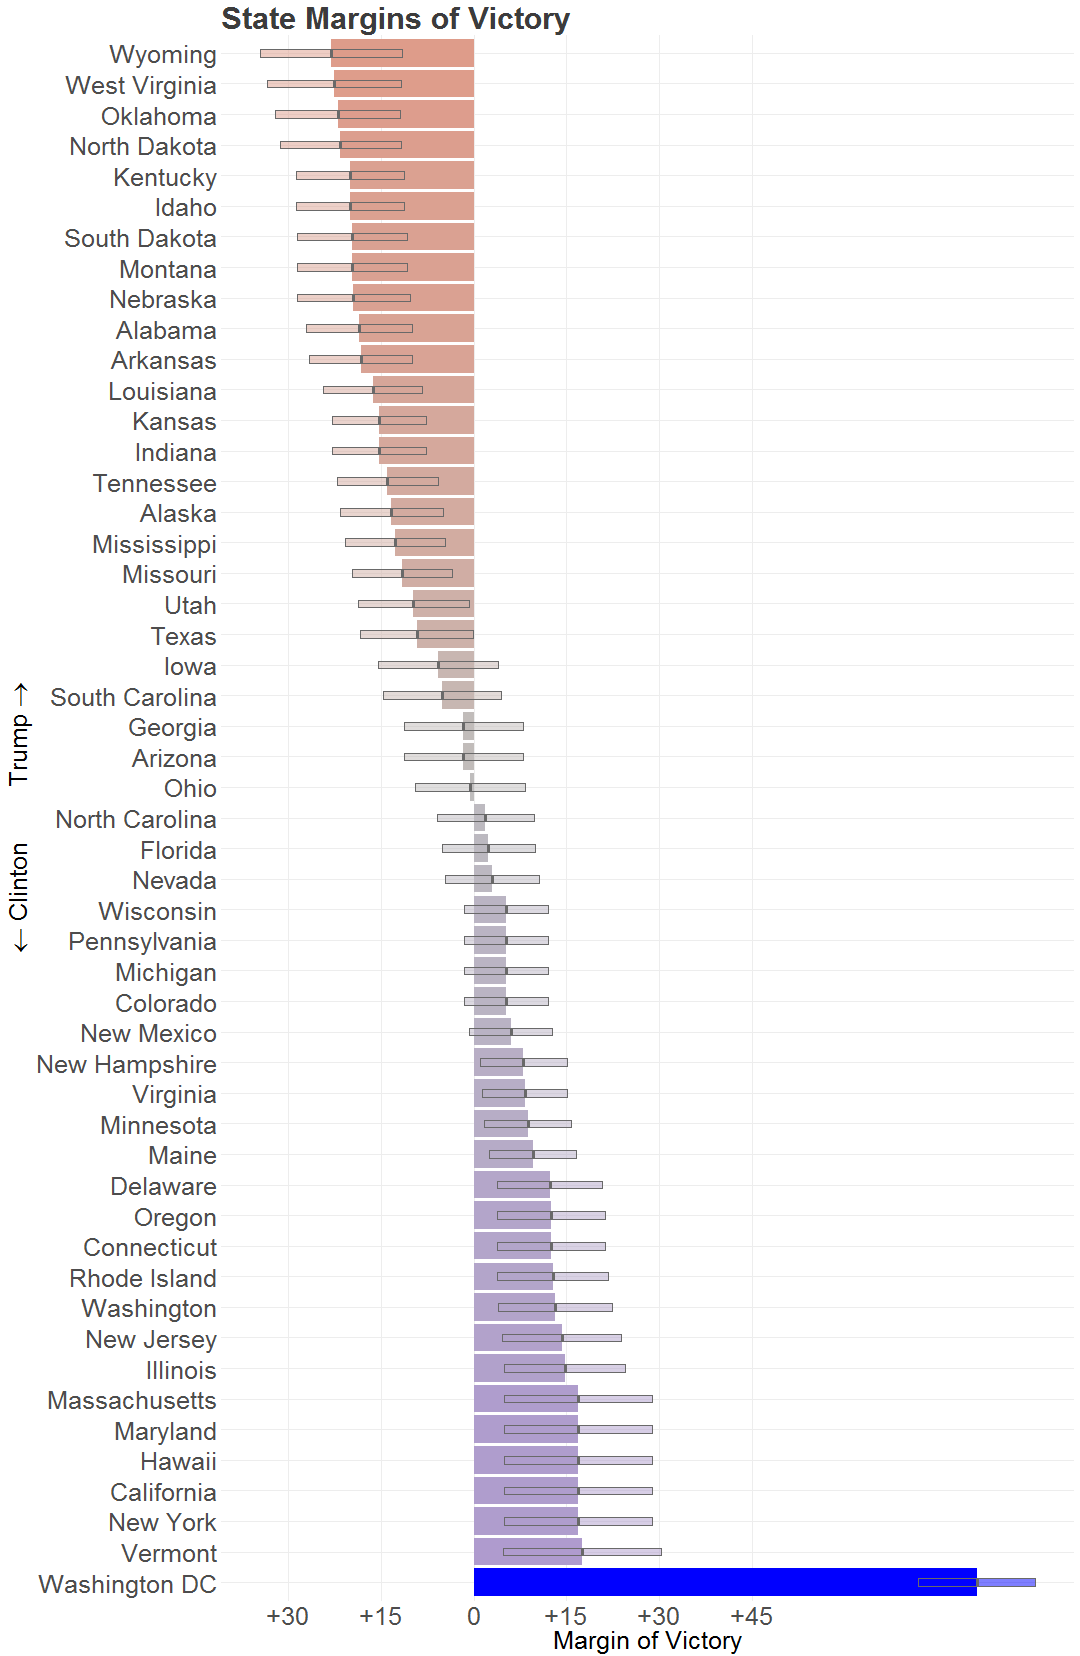 State Margins of Victory
Wyoming
West Virginia
Oklahoma
North Dakota
Kentucky
Idaho
South Dakota
Montana
Nebraska
Alabama
Arkansas
Louisiana
Kansas
Indiana
Tennessee
Alaska
Mississippi
Missouri
Utah
Texas
Iowa
South Carolina
Georgia
Arizona
Ohio
North Carolina
Florida
Nevada
Wisconsin
Pennsylvania
Michigan
Colorado
New Mexico
New Hampshire
Virginia
Minnesota
Maine
Delaware
Oregon
Connecticut
Rhode Island
Washington
New Jersey
Illinois
Massachusetts
Maryland
Hawaii
California
New York
Vermont
Washington DC
← Clinton Trump →
+30 +15 0 +15 +30 +45
Margin of Victory